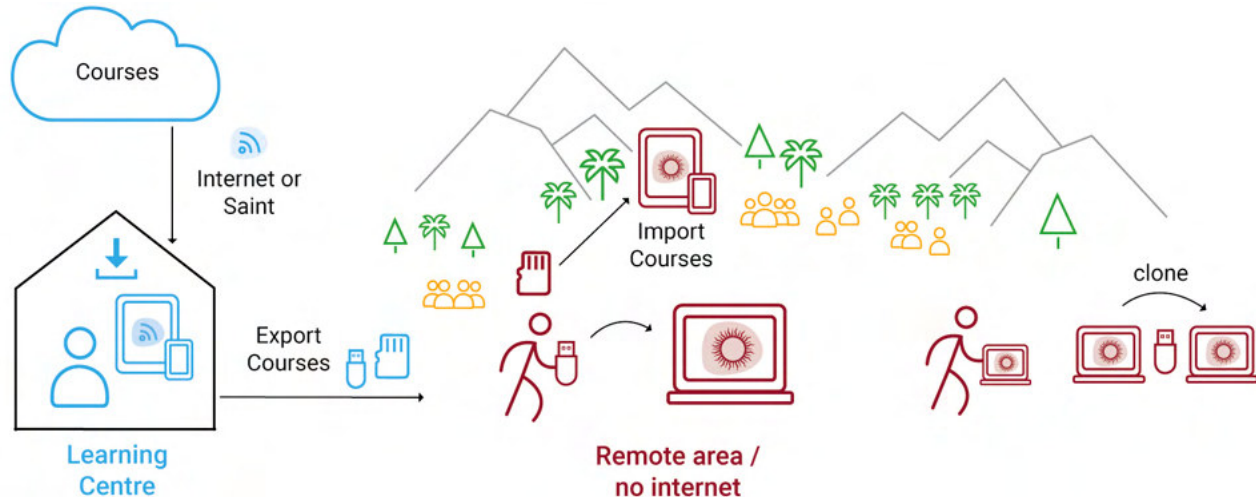 Courses
Internet or
Saint
Import
Courses
clone
Export
Courses
Learning
Centre
Remote area /
no internet